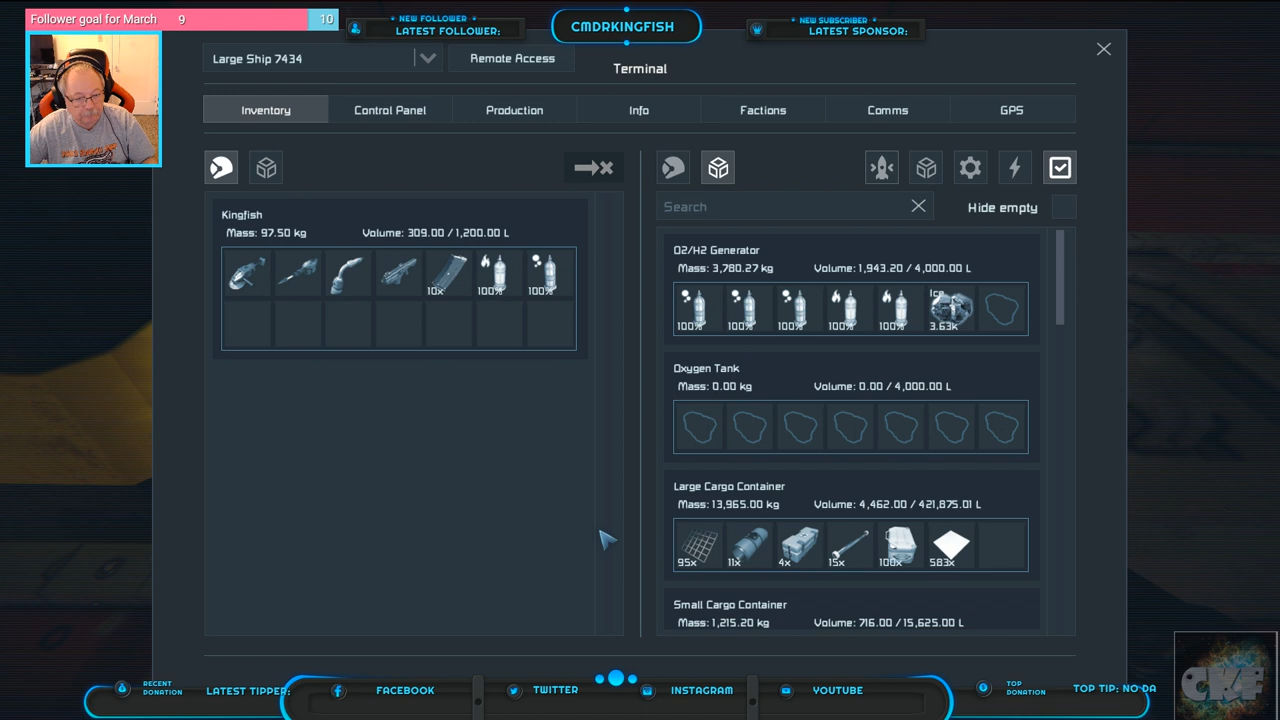 Follower goal for March 9 10
NEW FOLLOWER
LATEST FOLLOWER:
CMDRKINGFISH
NEW SUBSCRIBER
LATEST SPONSOR:
Large Ship 7434
Remote Access
Terminal
Inventory
Control Panel
Production
Info
Factions
Comms
GPS
Search
Hide empty
Kingfish
Mass: 97.50 kg Volume: 309.00 / 1,200.00 L
10x 100% 100%
O2/H2 Generator
Mass: 3,780.27 kg Volume: 1,943.20 / 4,000.00 L
Ice
100% 100% 100% 100% 100% 3.63k
Oxygen Tank
Mass: 0.00 kg Volume: 0.00 / 4,000.00 L
Large Cargo Container
Mass: 13,965.00 kg Volume: 4,462.00 / 421,875.01 L
95x 11x 4x 15x 100x 583x
Small Cargo Container
Mass: 1,215.20 kg Volume: 716.00 / 15,625.00 L
RECENT DONATION
LATEST TIPPER:
FACEBOOK
TWITTER
INSTAGRAM
YOUTUBE
TOP DONATION
TOP TIP: NO DA
CKF